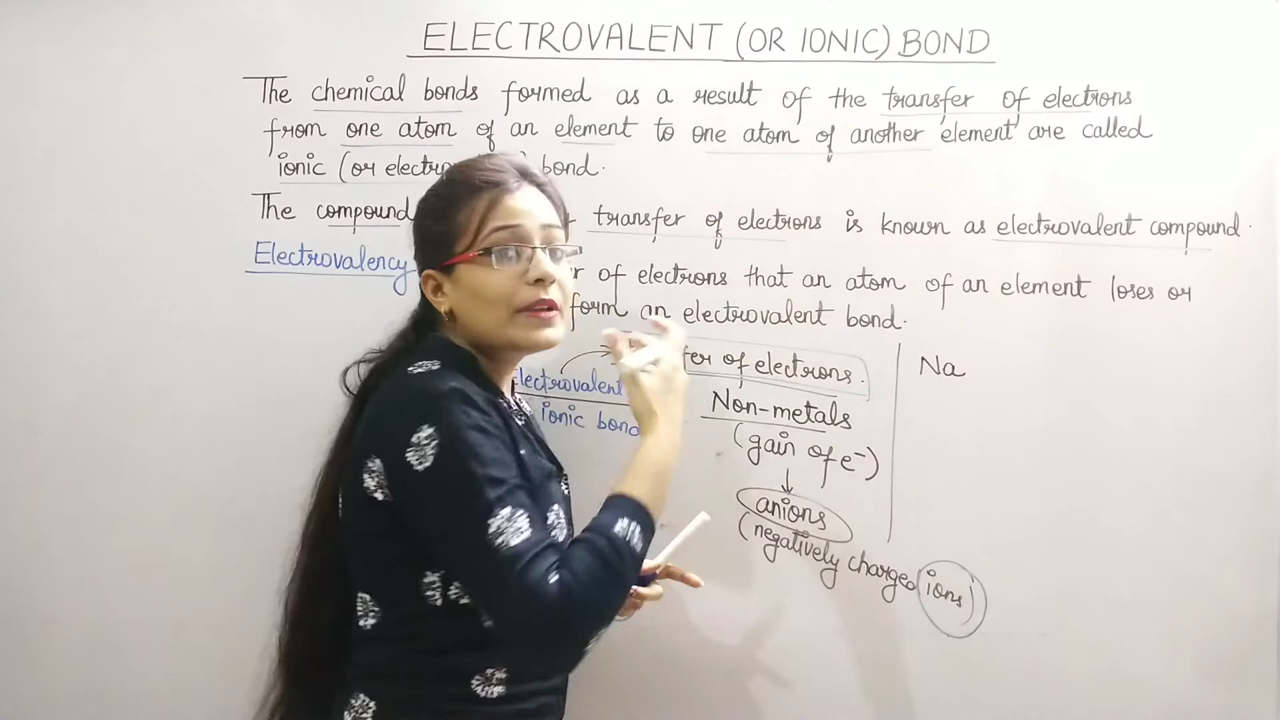 ELECTROVALENT (OR IONIC) BOND
The chemical bonds formed as a result of the transfer of electrons
from one atom of an element to one atom of another element are called
ionic (or bond.
The compound transfer of electrons is known as electrovalent compound.
Electrovalency
of electrons that an atom of an element loses or
form an electrovalent bond.
of electrons.
Na
electrovalent
ionic bond
Non-metals
(gain of e⁻)
↓
anions
(negatively charged ions)